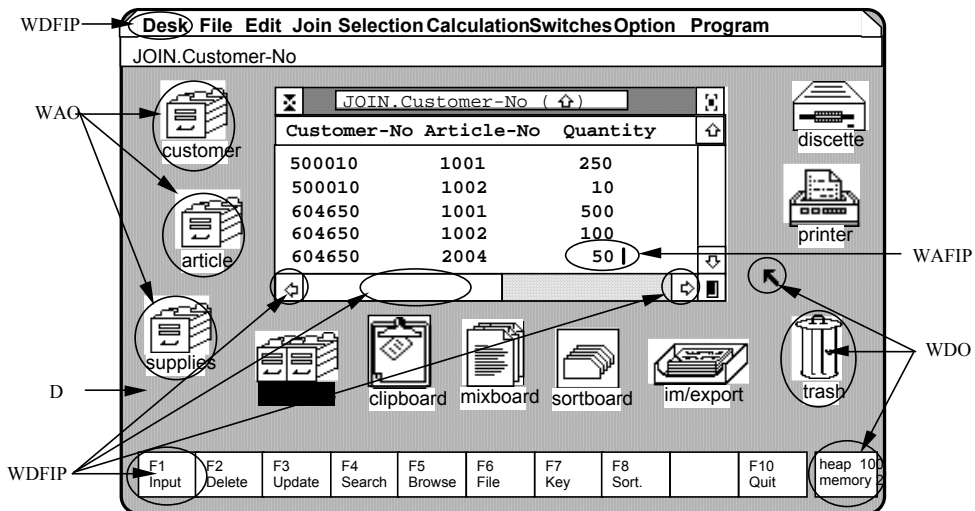 WDFIP
Desk File Edit Join Selection Calculation Switches Option Program
JOIN.Customer-No
WAO
customer
JOIN.Customer-No (⇧)
discette
Customer-No Article-No Quantity
500010 1001 250
500010 1002 10
604650 1001 500
604650 1002 100
604650 2004 50
article
printer
WAFIP
supplies
WDO
D
clipboard
mixboard
sortboard
im/export
trash
WDFIP
F1 Input
F2 Delete
F3 Update
F4 Search
F5 Browse
F6 File
F7 Key
F8 Sort.
F10 Quit
heap 100
memory 2